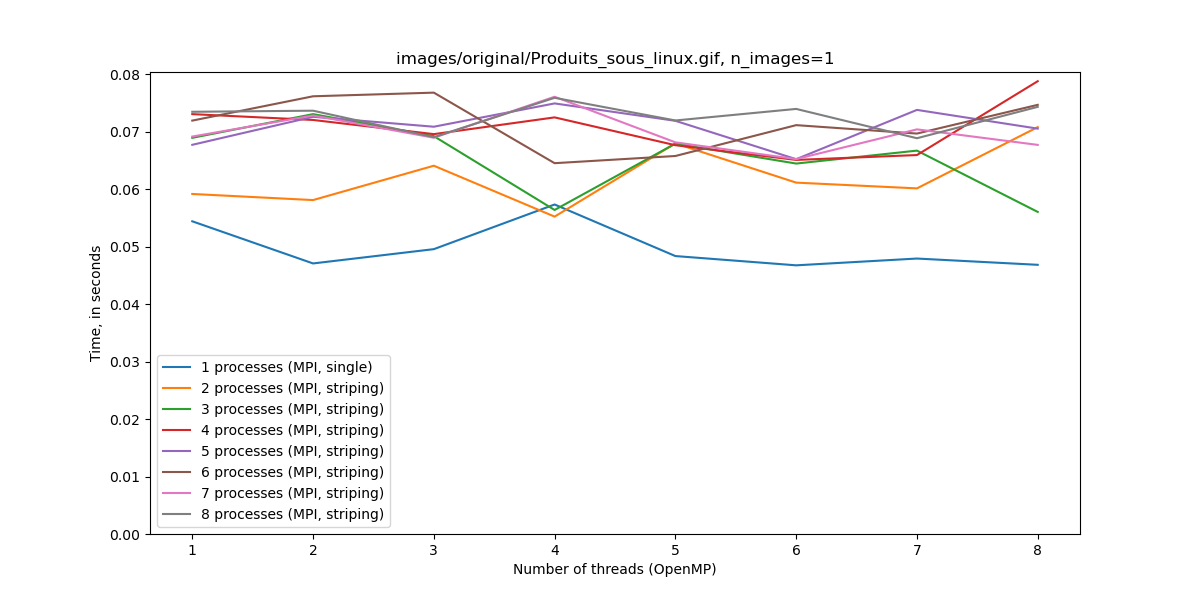 images/original/Produits_sous_linux.gif, n_images=1
Time, in seconds
0.08
0.07
0.06
0.05
0.04
0.03
0.02
0.01
0.00
1 processes (MPI, single)
2 processes (MPI, striping)
3 processes (MPI, striping)
4 processes (MPI, striping)
5 processes (MPI, striping)
6 processes (MPI, striping)
7 processes (MPI, striping)
8 processes (MPI, striping)
1 2 3 4 5 6 7 8
Number of threads (OpenMP)